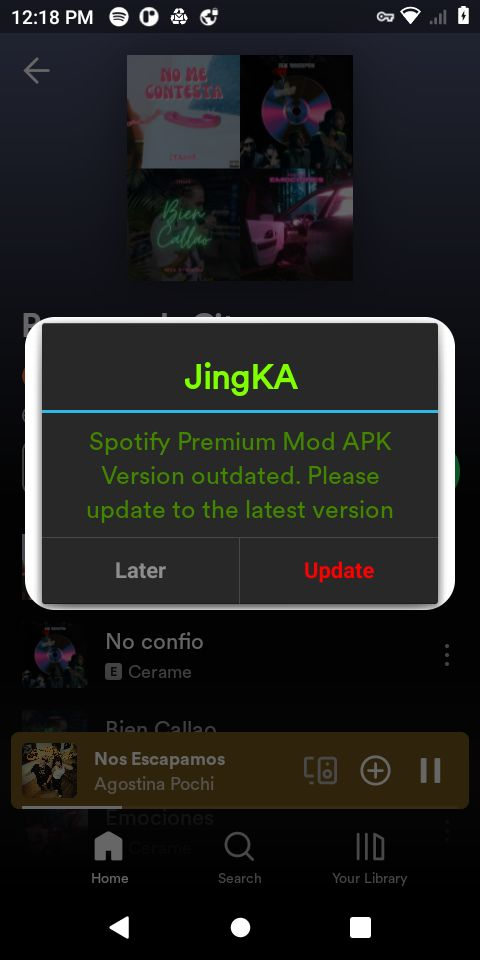 12:18 PM
NO ME
CONTESTA
Bien
Callao
EMOCIONES
JingKA
Spotify Premium Mod APK
Version outdated. Please
update to the latest version
Later
Update
No confio
E Cerame
Bien Callao
Nos Escapamos
Agostina Pochi
Emociones
Cerame
Home
Search
Your Library